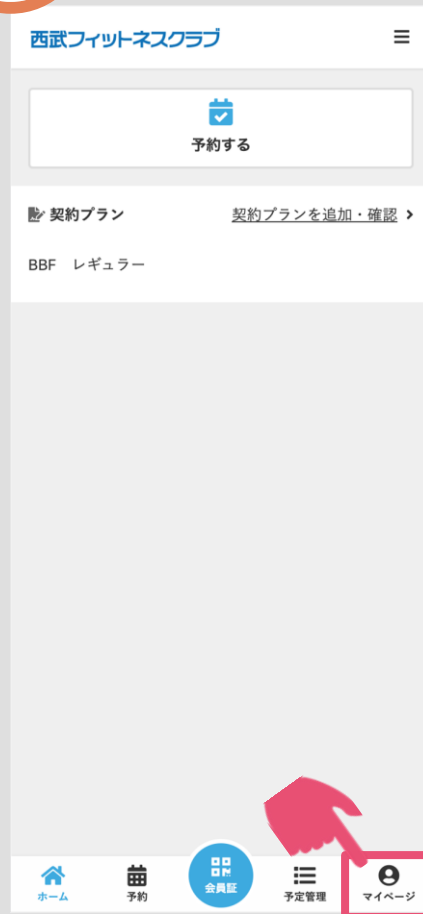 西武フィットネスクラブ
予約する
契約プラン
契約プランを追加・確認
BBF　レギュラー
ホーム
予約
会員証
予定管理
マイページ